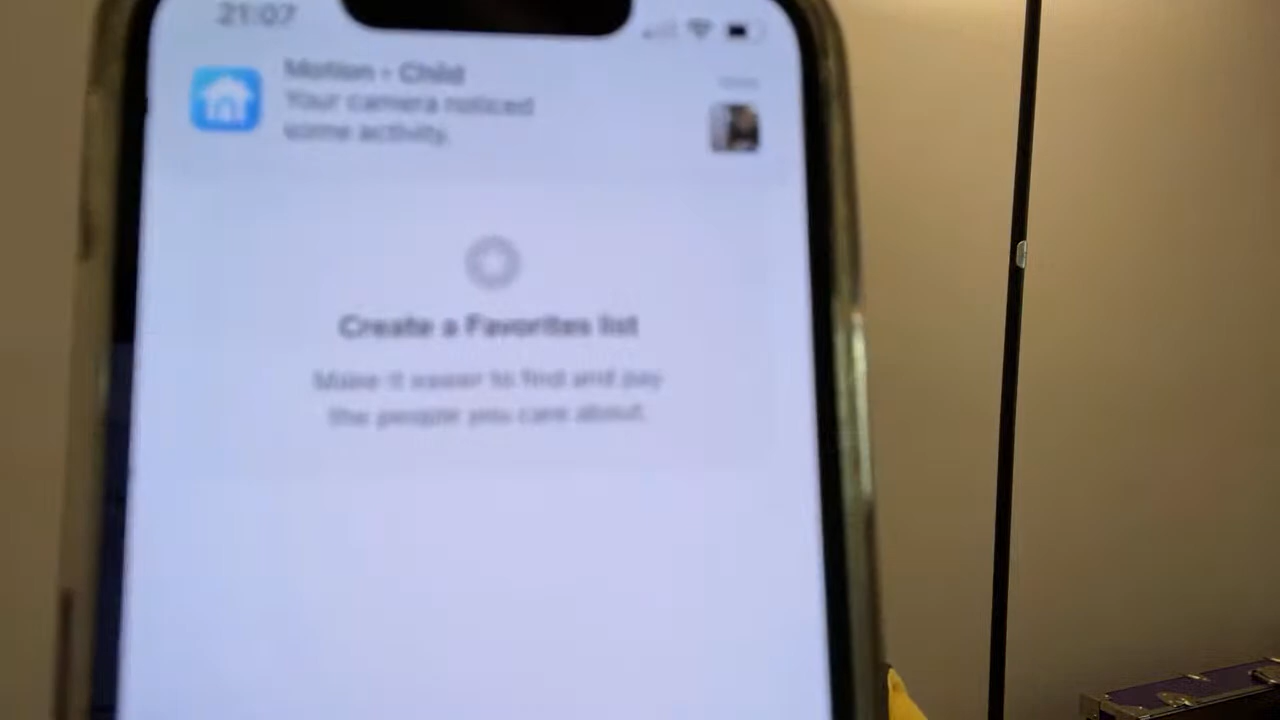 21:07
Motion - Child
Your camera noticed
some activity.
Create a Favorites list
Make it easier to find and pay
the people you care about.